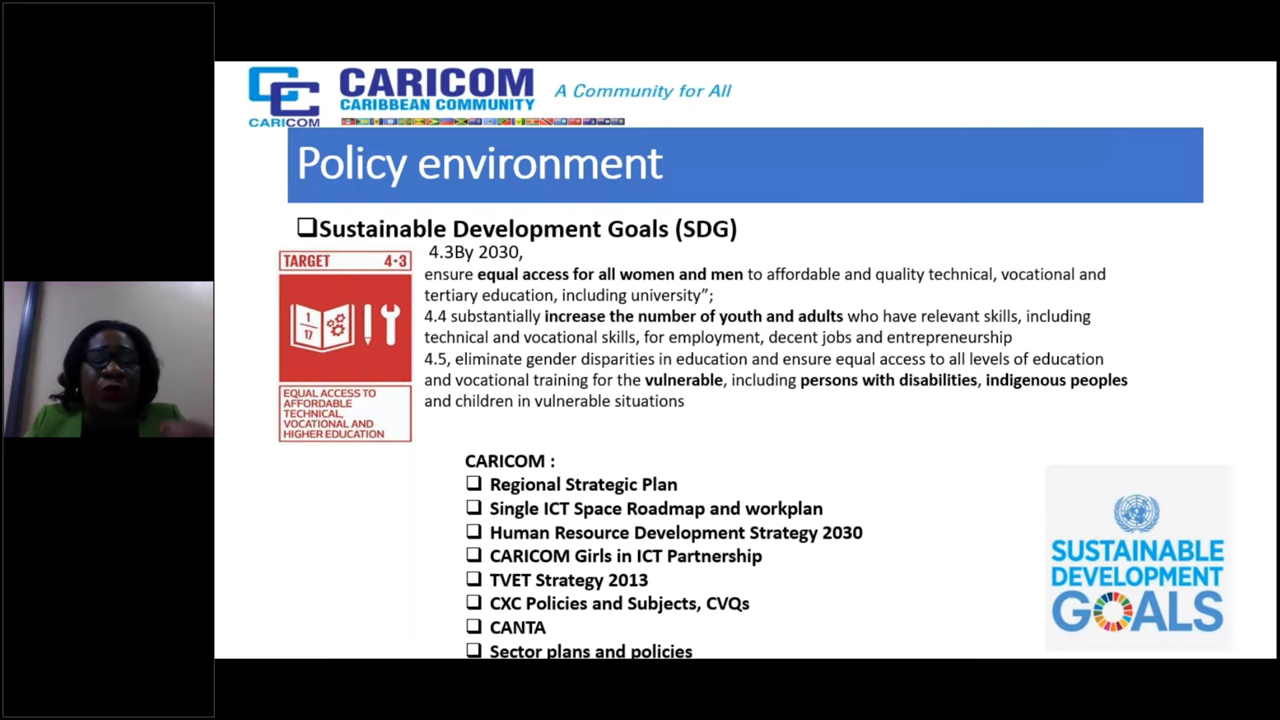 CARICOM
CARICOM
CARIBBEAN COMMUNITY
A Community for All
Policy environment
❑Sustainable Development Goals (SDG)
TARGET 4·3
1
17
EQUAL ACCESS TO
AFFORDABLE
TECHNICAL,
VOCATIONAL AND
HIGHER EDUCATION
4.3By 2030,
ensure equal access for all women and men to affordable and quality technical, vocational and
tertiary education, including university”;
4.4 substantially increase the number of youth and adults who have relevant skills, including
technical and vocational skills, for employment, decent jobs and entrepreneurship
4.5, eliminate gender disparities in education and ensure equal access to all levels of education
and vocational training for the vulnerable, including persons with disabilities, indigenous peoples
and children in vulnerable situations
CARICOM :
❑ Regional Strategic Plan
❑ Single ICT Space Roadmap and workplan
❑ Human Resource Development Strategy 2030
❑ CARICOM Girls in ICT Partnership
❑ TVET Strategy 2013
❑ CXC Policies and Subjects, CVQs
❑ CANTA
❑ Sector plans and policies
SUSTAINABLE
DEVELOPMENT
GOALS